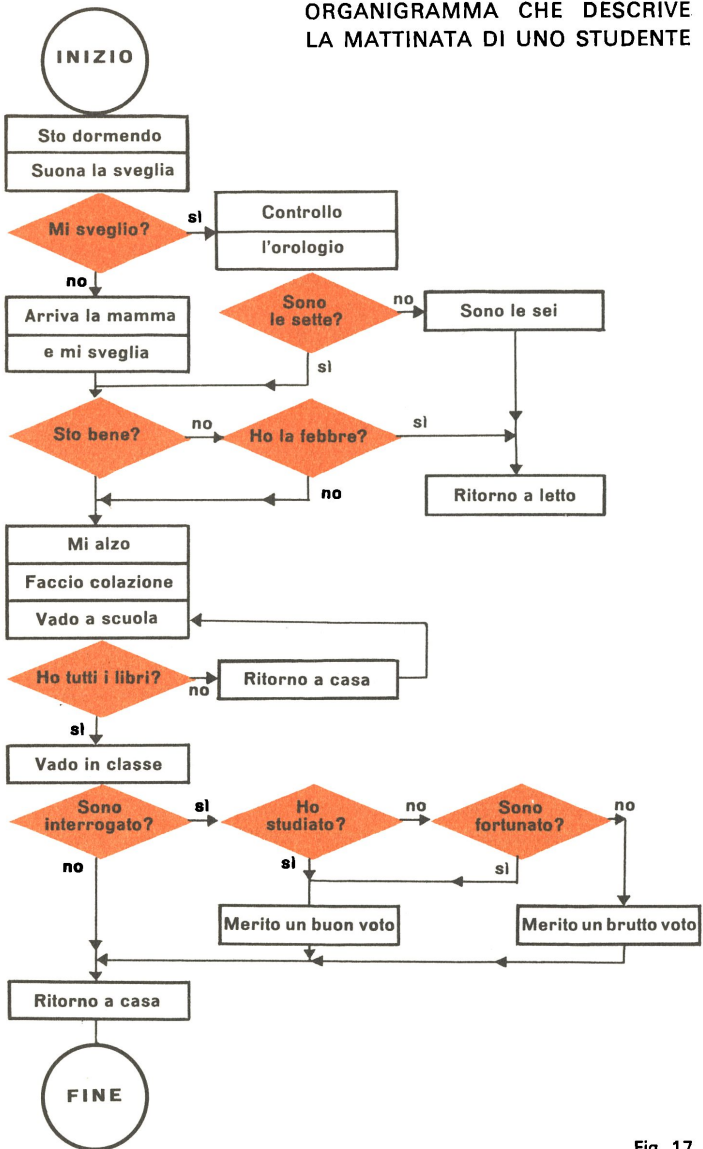 ORGANIGRAMMA CHE DESCRIVE
LA MATTINATA DI UNO STUDENTE
INIZIO
Sto dormendo
Suona la sveglia
Mi sveglio?
sì
Controllo
l'orologio
no
Arriva la mamma
e mi sveglia
Sono
le sette?
no
Sono le sei
sì
Sto bene?
no
Ho la febbre?
sì
no
Ritorno a letto
Mi alzo
Faccio colazione
Vado a scuola
Ho tutti i libri?
no
Ritorno a casa
sì
Vado in classe
Sono
interrogato?
sì
Ho
studiato?
no
Sono
fortunato?
no
no
sì
sì
Merito un buon voto
Merito un brutto voto
Ritorno a casa
FINE
Fig. 17